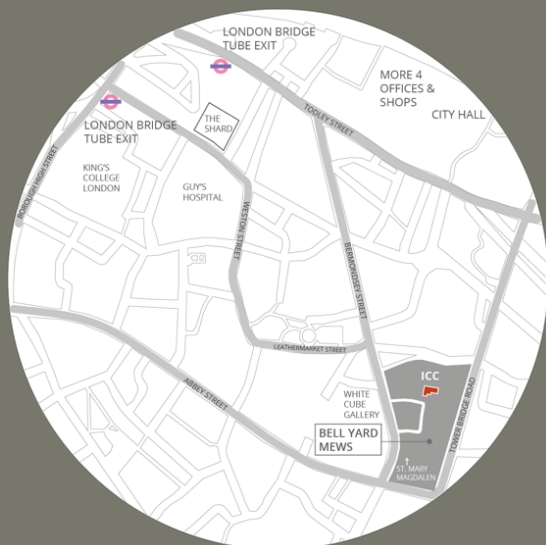 LONDON BRIDGE
TUBE EXIT
MORE 4
OFFICES &
SHOPS
CITY HALL
TOOLEY STREET
THE
SHARD
LONDON BRIDGE
TUBE EXIT
KING'S
COLLEGE
LONDON
GUY'S
HOSPITAL
BOROUGH HIGH STREET
WESTON STREET
BERMONDSEY STREET
LEATHERMARKET STREET
ABBEY STREET
ICC
WHITE
CUBE
GALLERY
BELL YARD
MEWS
TOWER BRIDGE ROAD
ST. MARY
MAGDALEN